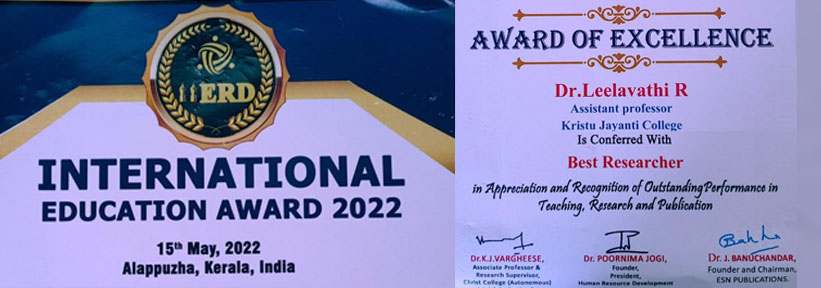 iiERD
INTERNATIONAL
EDUCATION AWARD 2022
15th May, 2022
Alappuzha, Kerala, India
AWARD OF EXCELLENCE
Dr.Leelavathi R
Assistant professor
Kristu Jayanti College
Is Conferred With
Best Researcher
in Appreciation and Recognition of Outstanding Performance in
Teaching, Research and Publication
Dr.K.J.VARGHEESE,
Associate Professor &
Research Supervisor,
Christ College (Autonomous)
Dr. POORNIMA JOGI,
Founder,
President,
Human Resource Development
Dr. J. BANUCHANDAR,
Founder and Chairman,
ESN PUBLICATIONS.